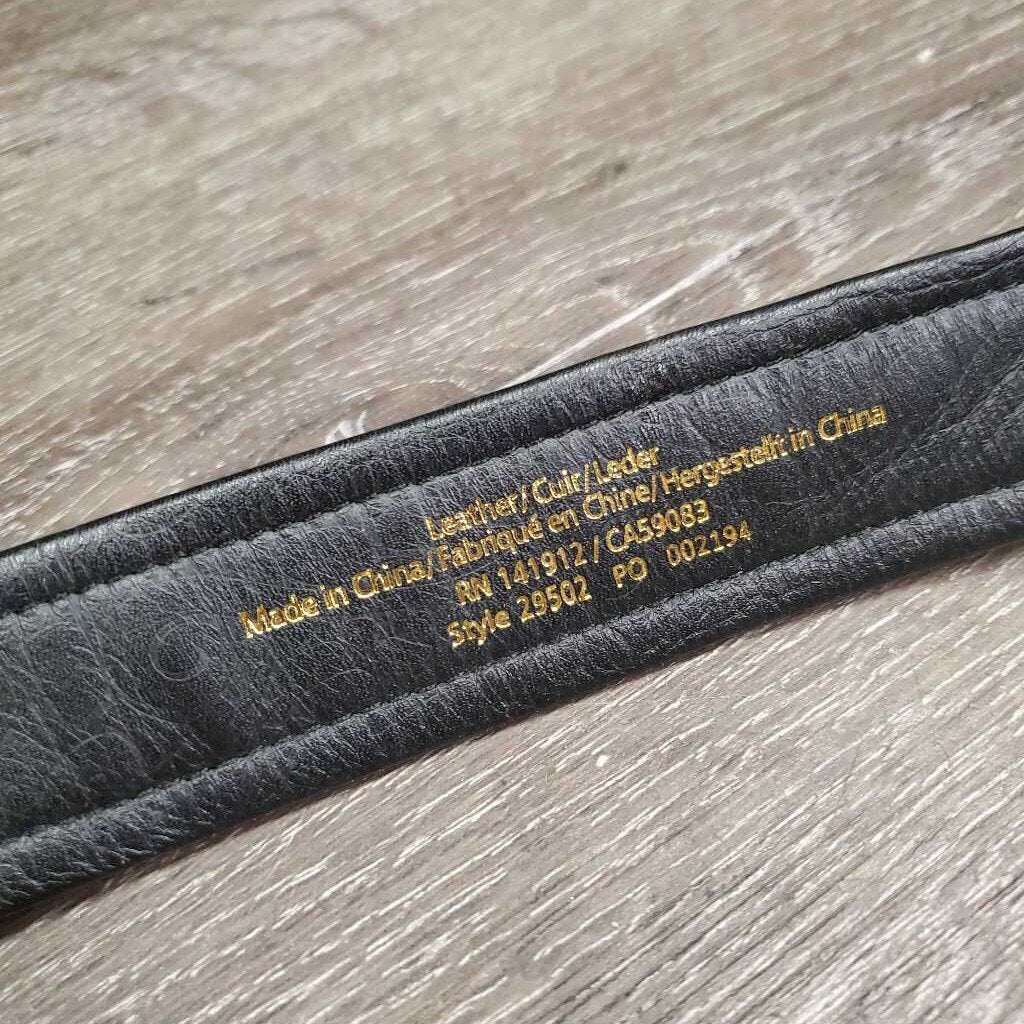 Leather/Cuir/Leder
Made in China/Fabriqué en Chine/Hergestellt in China
RN 141912 / CA59083
Style 29502 PO 002194